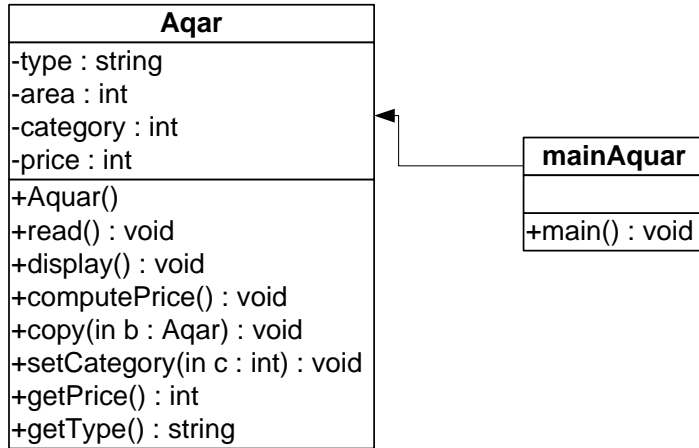 Aqar
-type : string
-area : int
-category : int
-price : int
+Aquar()
+read() : void
+display() : void
+computePrice() : void
+copy(in b : Aqar) : void
+setCategory(in c : int) : void
+getPrice() : int
+getType() : string
mainAquar
+main() : void